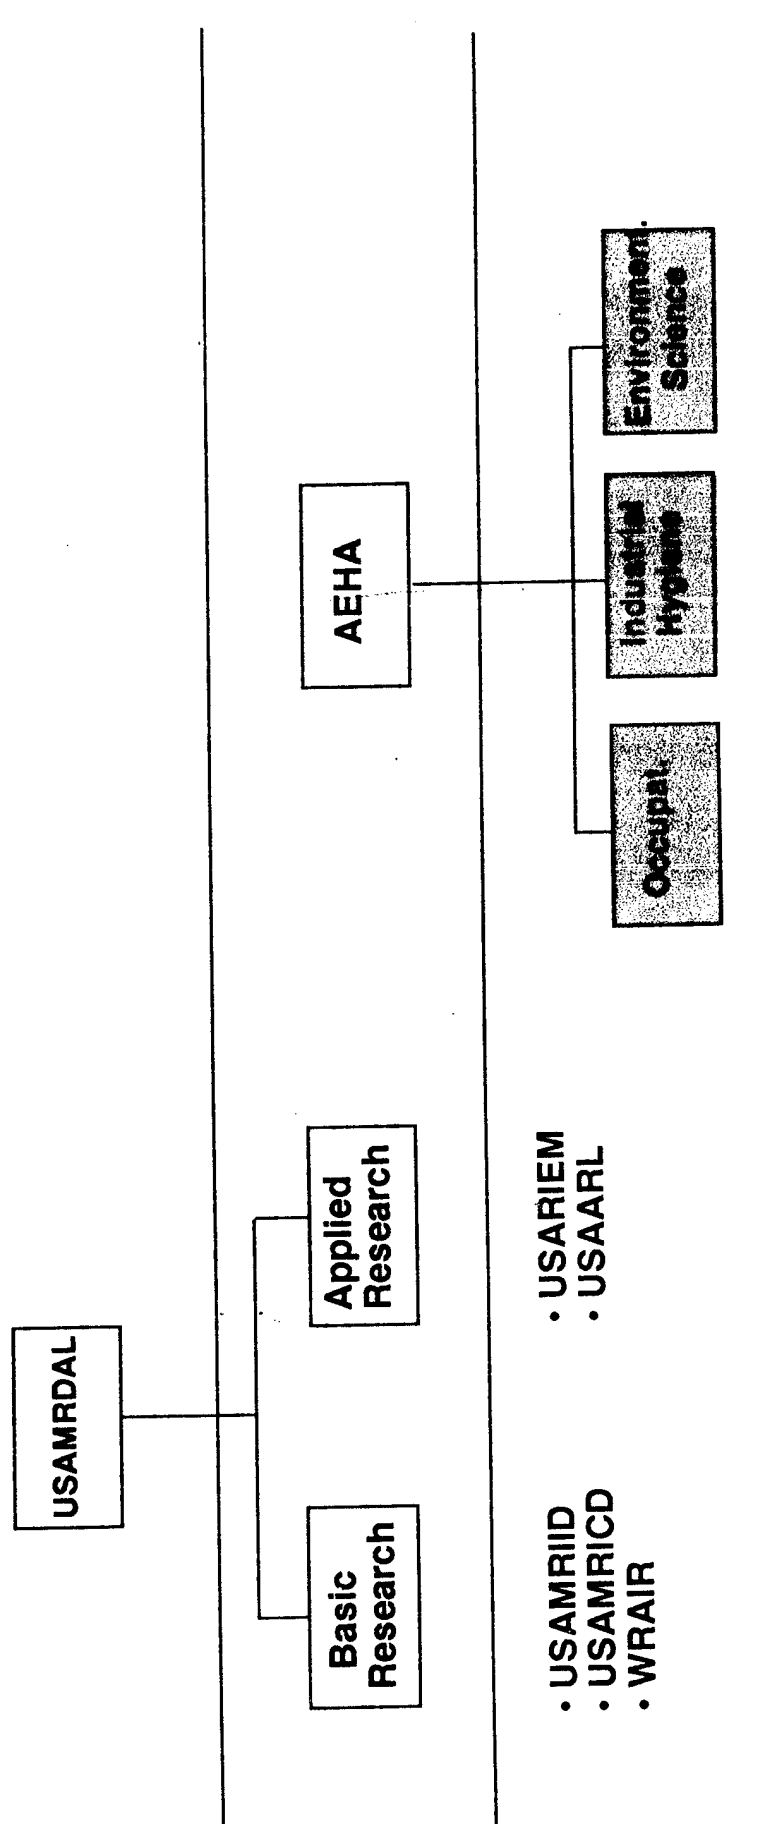 USAMRDAL
Basic
Research
Applied
Research
AEHA
• USAMRIID
• USAMRICD
• WRAIR
• USARIEM
• USAARL
Occupat.
Industrial
Hygiene
Environment.
Science